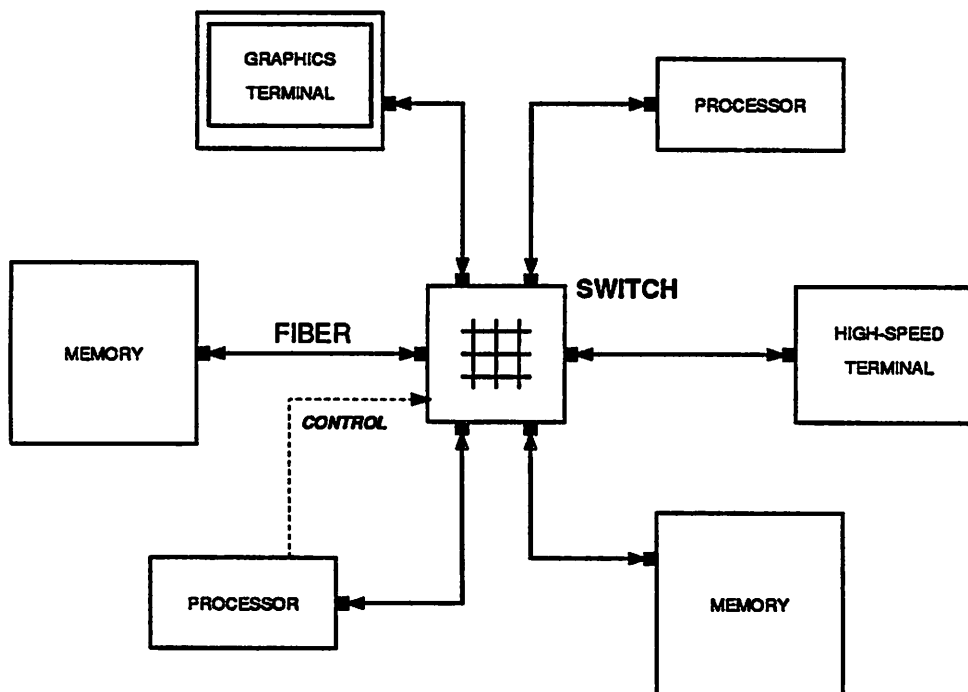 GRAPHICS
TERMINAL
PROCESSOR
SWITCH
MEMORY
FIBER
HIGH-SPEED
TERMINAL
CONTROL
PROCESSOR
MEMORY